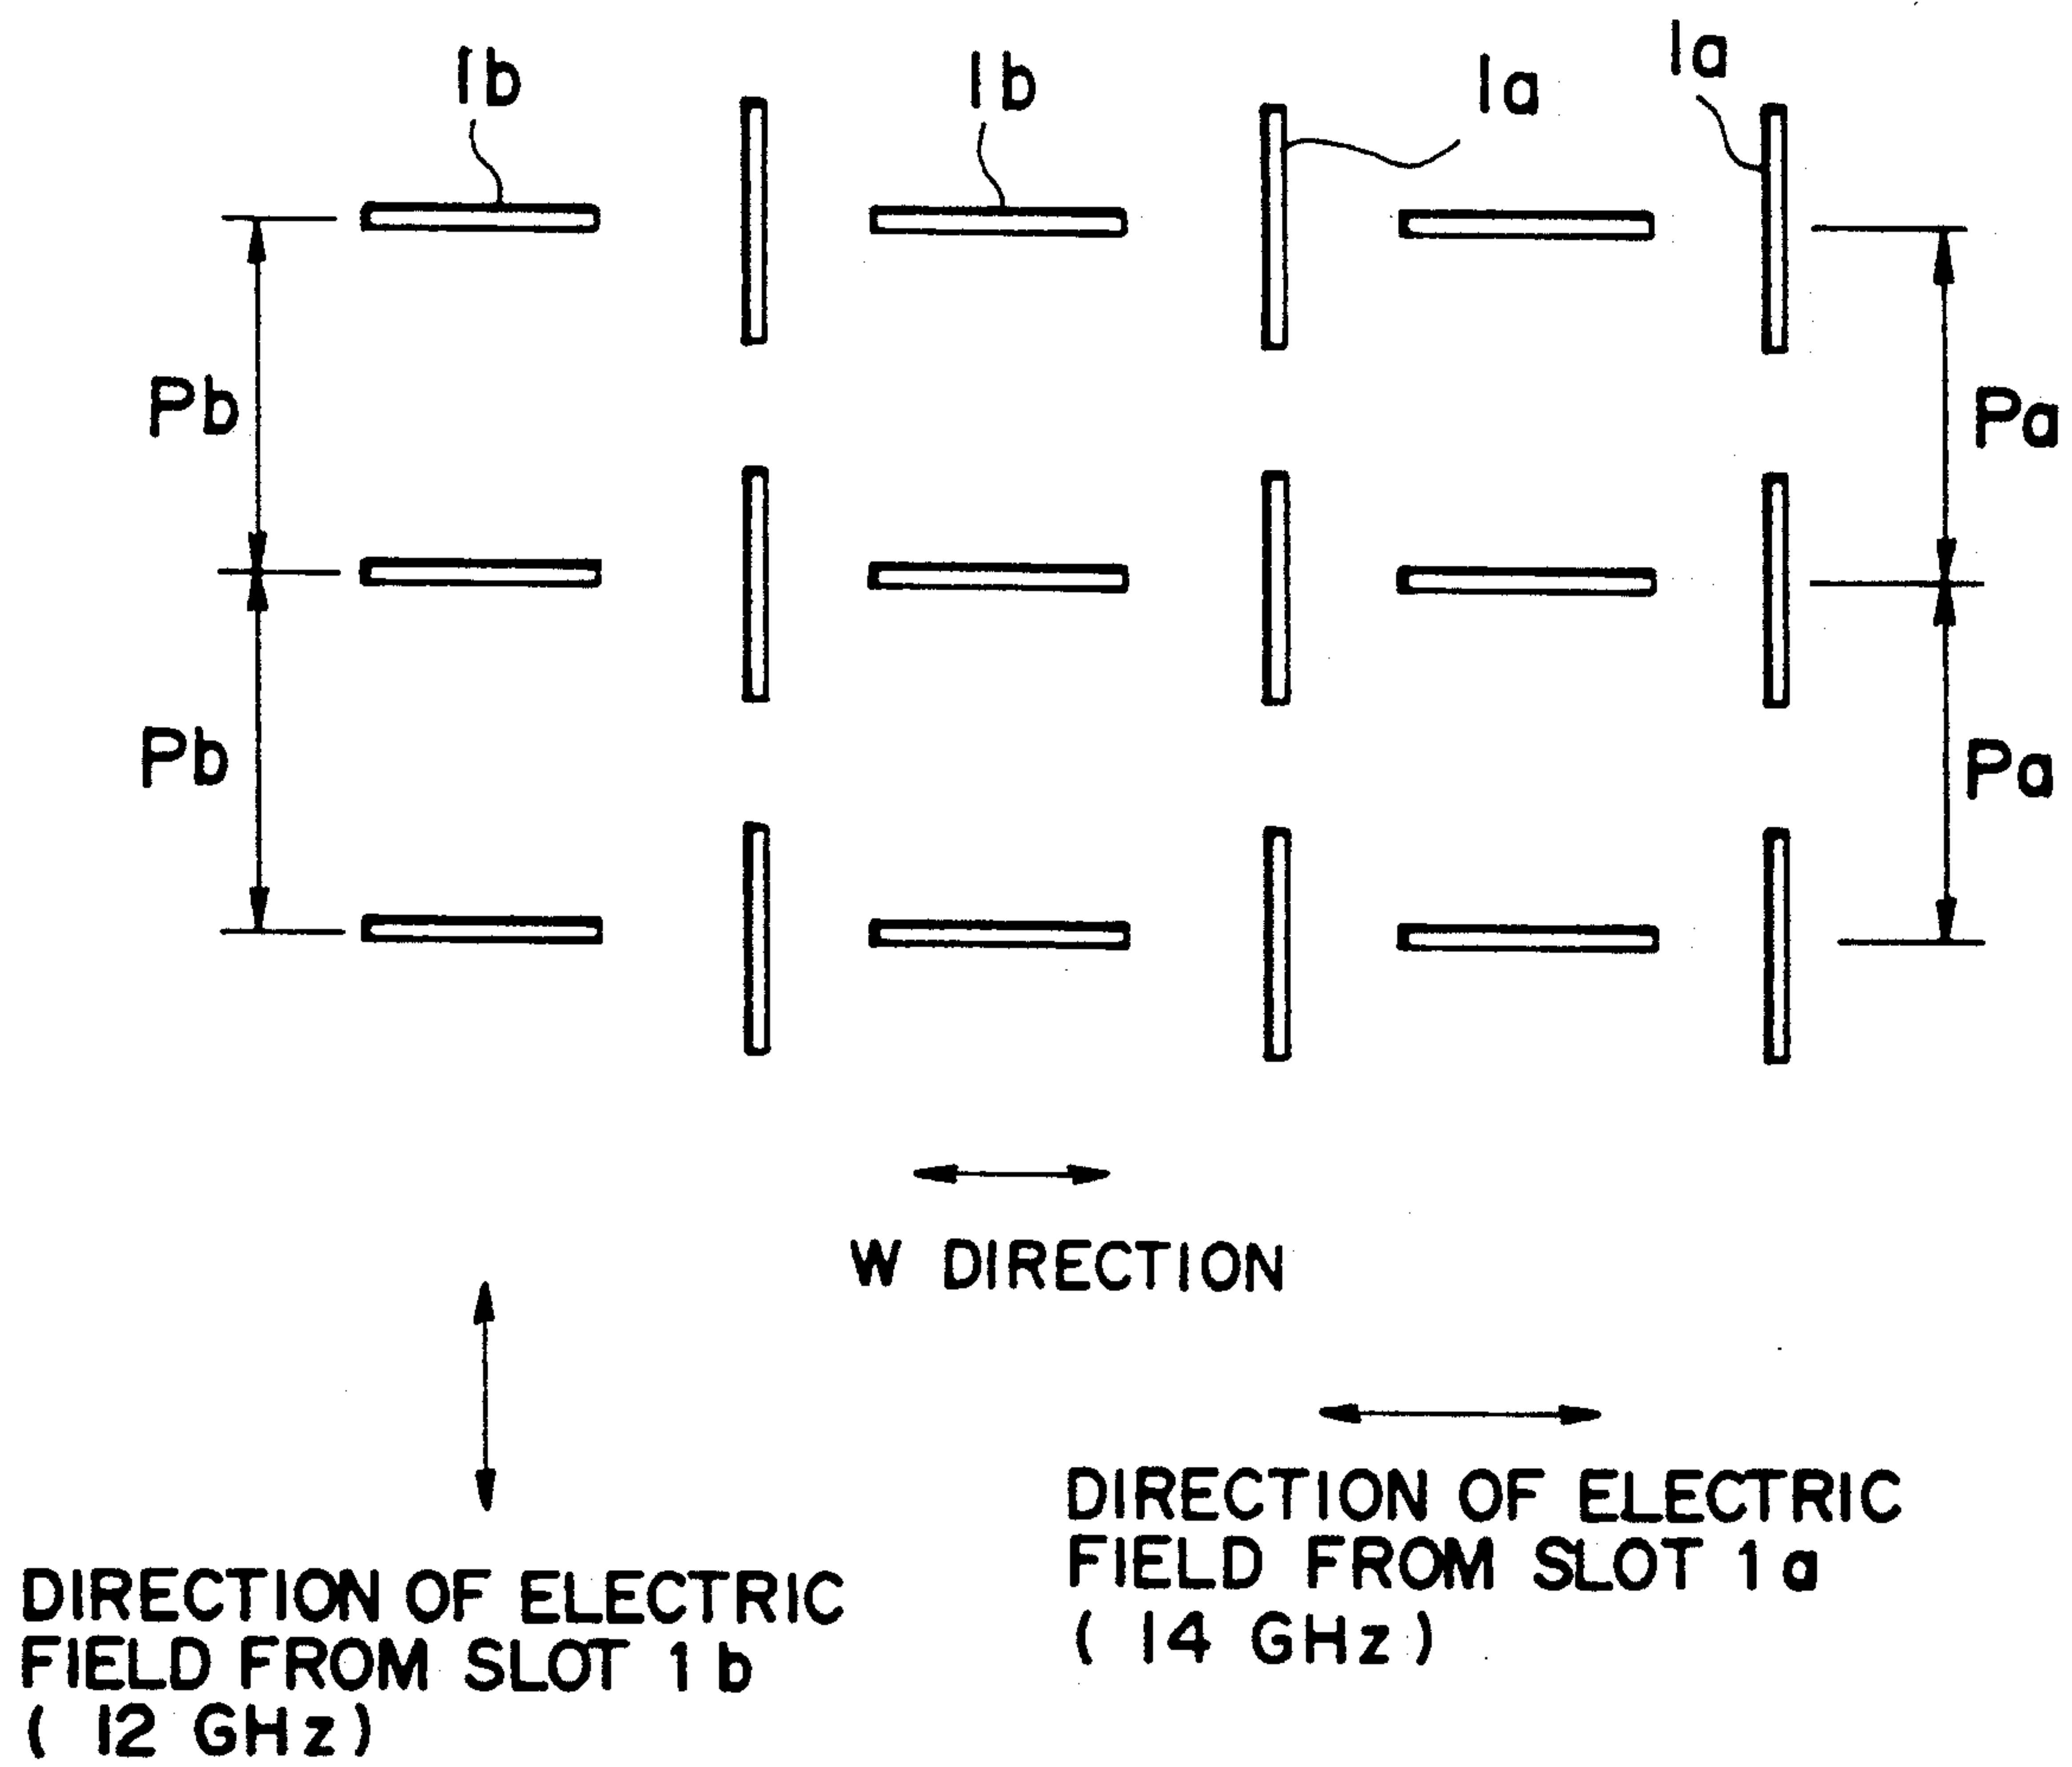 1b
1b
1a
1a
Pb
Pa
Pb
Pa
W DIRECTION
DIRECTION OF ELECTRIC
FIELD FROM SLOT 1b
( 12 GHz )
DIRECTION OF ELECTRIC
FIELD FROM SLOT 1a
( 14 GHz )